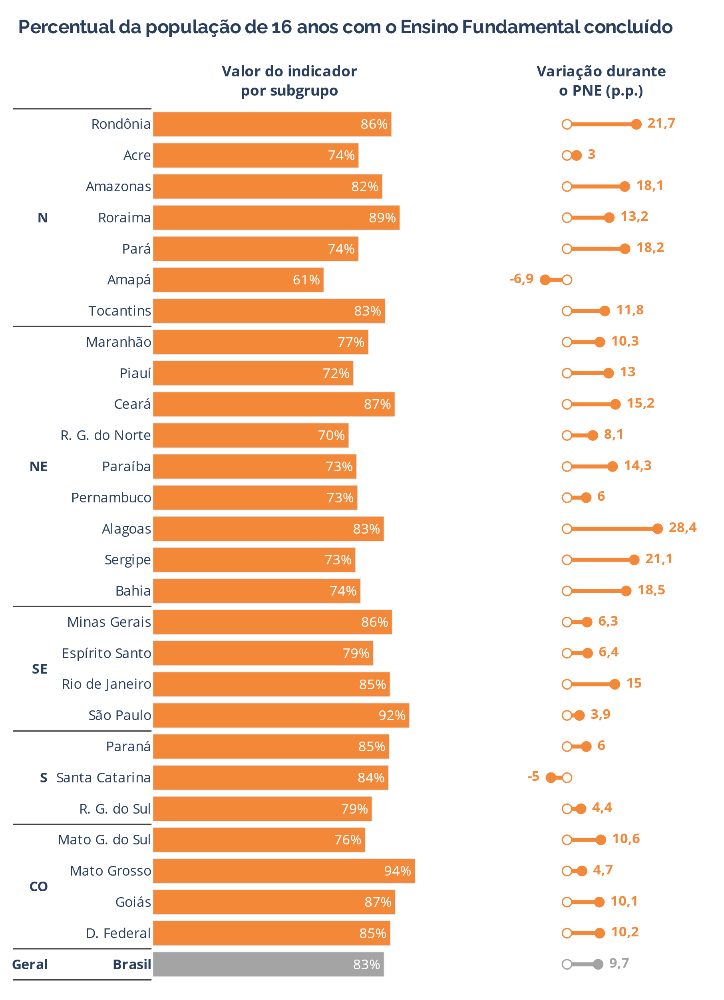 Percentual da população de 16 anos com o Ensino Fundamental concluído
Valor do indicador
por subgrupo
Variação durante
o PNE (p.p.)
Rondônia 86% 21,7
Acre 74% 3
Amazonas 82% 18,1
N Roraima 89% 13,2
Pará 74% 18,2
Amapá 61% -6,9
Tocantins 83% 11,8
Maranhão 77% 10,3
Piauí 72% 13
Ceará 87% 15,2
R. G. do Norte 70% 8,1
NE Paraíba 73% 14,3
Pernambuco 73% 6
Alagoas 83% 28,4
Sergipe 73% 21,1
Bahia 74% 18,5
Minas Gerais 86% 6,3
Espírito Santo 79% 6,4
SE
Rio de Janeiro 85% 15
São Paulo 92% 3,9
Paraná 85% 6
S Santa Catarina 84% -5
R. G. do Sul 79% 4,4
Mato G. do Sul 76% 10,6
Mato Grosso 94% 4,7
CO
Goiás 87% 10,1
D. Federal 85% 10,2
Geral Brasil 83% 9,7